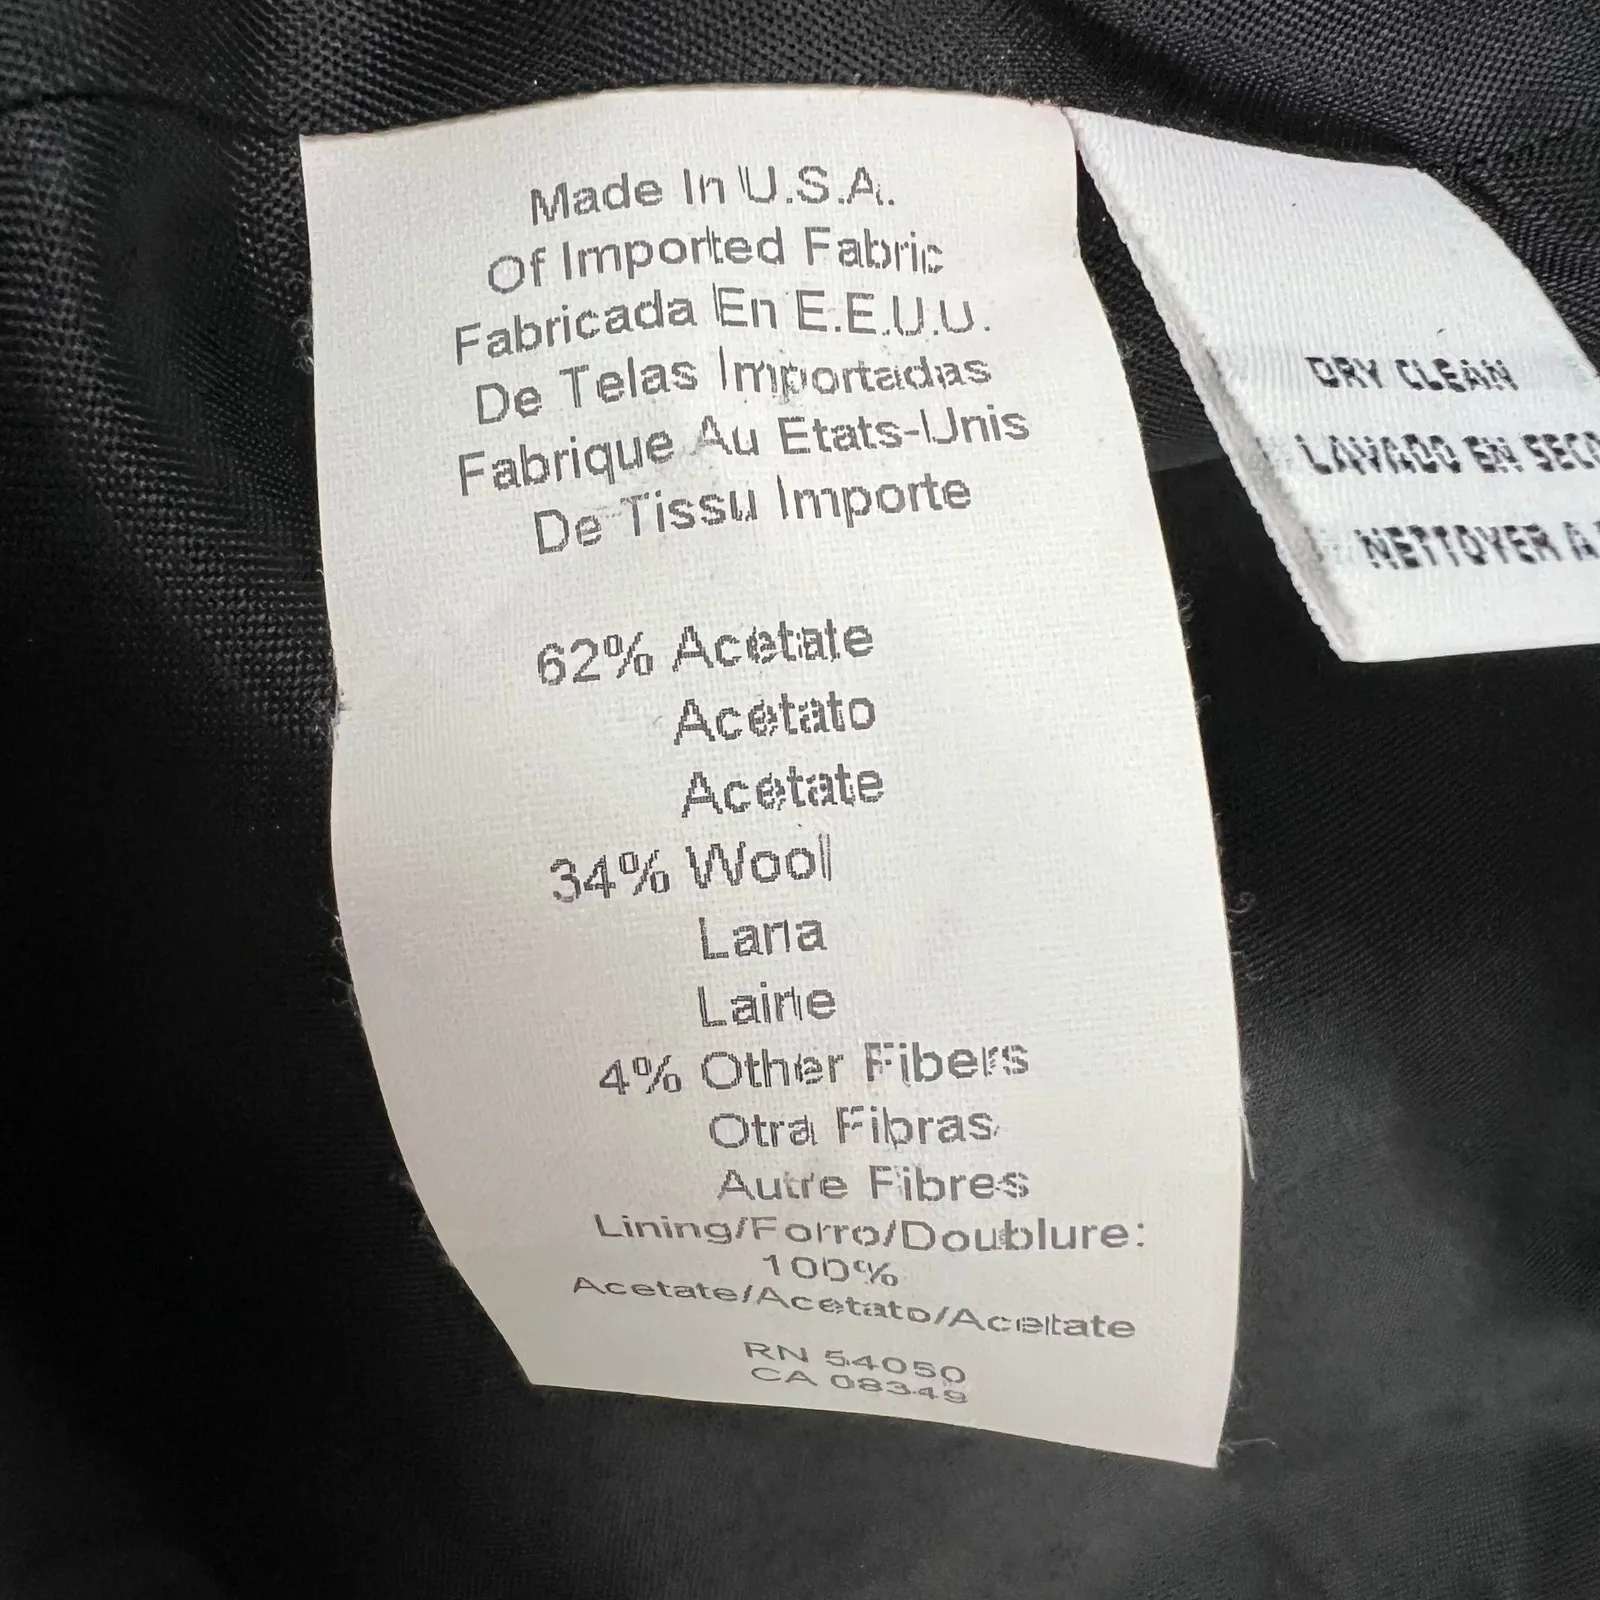 Made In U.S.A.
Of Imported Fabric
Fabricada En E.E.U.U.
De Telas Importadas
Fabrique Au Etats-Unis
De Tissu Importe
62% Acetate
Acetato
Acetate
34% Wool
Lana
Laine
4% Other Fibers
Otra Fibras
Autre Fibres
Lining/Forro/Doublure:
100%
Acetate/Acetato/Acetate
RN 54050
CA 08349
DRY CLEAN
LAVADO EN SECO
NETTOYER A